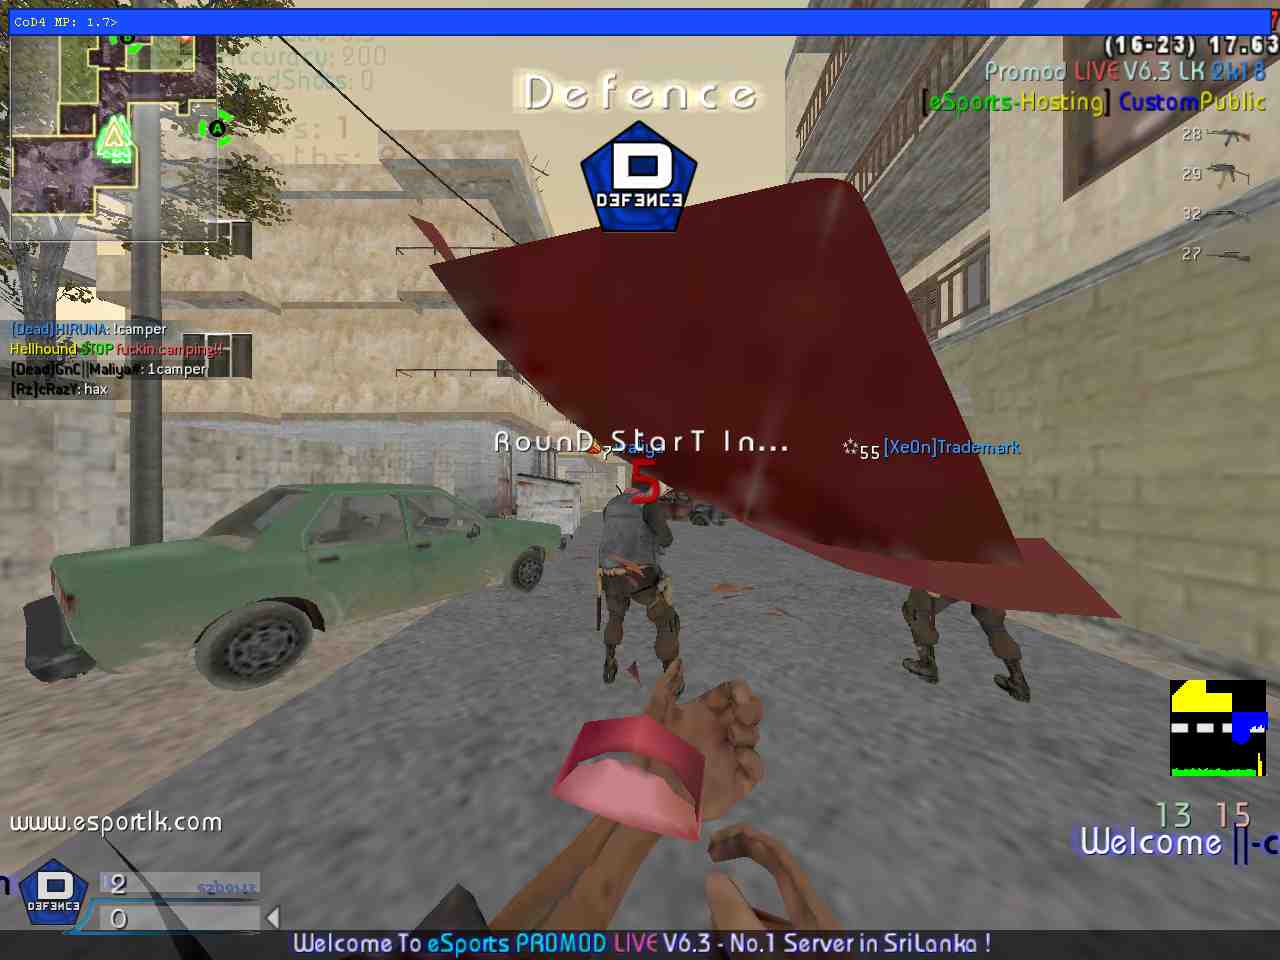 CoD4 MP: 1.7>
(16-23) 17.63
Promod LIVE V6.3 LK 2k18
[eSports-Hosting] CustomPublic
ccuracy: 200
Defence
D
D3F3NC3
A
28
29
32
27
[Dead]HIRUNA: !camper
Hellhound STOP fuckin camping!!
[Dead]GnC||Maliya#: 1camper
[Rz]cRazY: hax
RounD StarT In...
5
55 [Xe0n]Trademark
13 15
www.esportlk.com
Welcome ||-c
D
D3F3NC3
2
0
Welcome To eSports PROMOD LIVE V6.3 - No.1 Server in SriLanka !